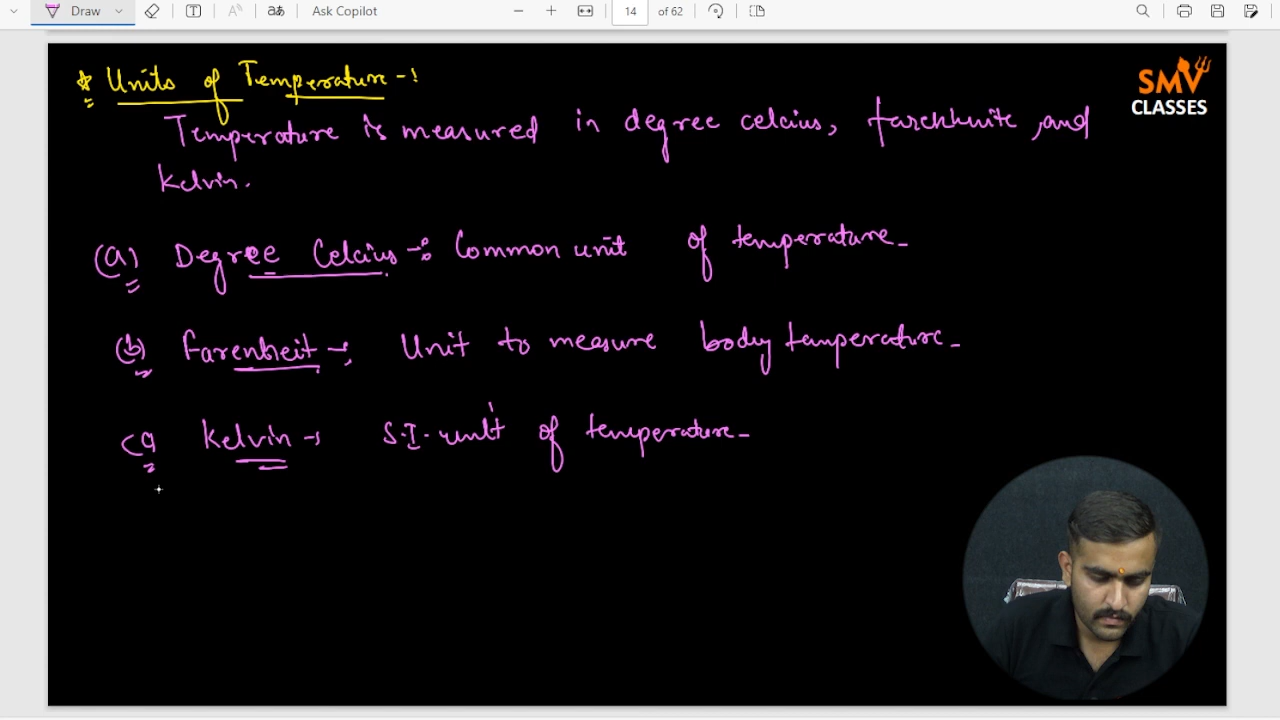 Draw
Ask Copilot
14 of 62
SMV
CLASSES
* Units of Temperature -:
Temperature is measured in degree celcius, farehhnite, and
Kelvin.
(a) Degree Celcius -: Common unit of temperature -
(b) Farenheit -: Unit to measure body temperature -
(c) Kelvin -: S.I. unit of temperature -